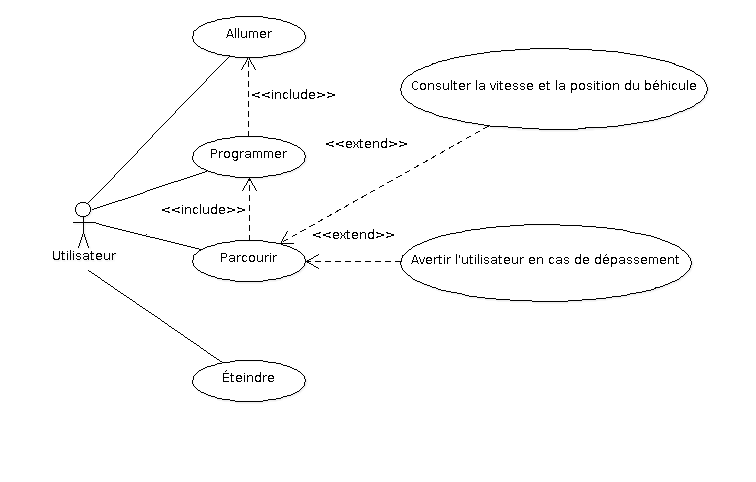 Allumer
Consulter la vitesse et la position du béhicule
<<include>>
<<extend>>
Programmer
<<include>>
<<extend>>
Utilisateur
Parcourir
Avertir l'utilisateur en cas de dépassement
Éteindre